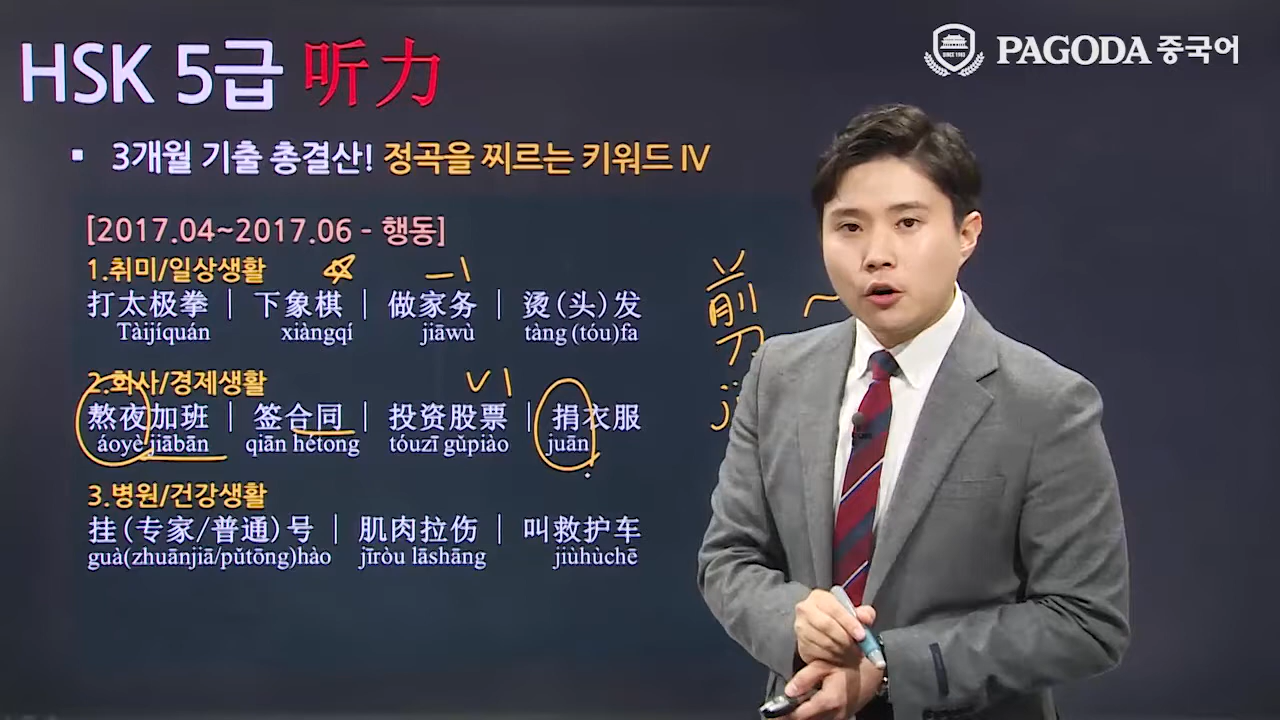 HSK 5급 听力
SINCE 1983
PAGODA 중국어
▪ 3개월 기출 총결산! 정곡을 찌르는 키워드 Ⅳ
[2017.04~2017.06 - 행동]
1.취미/일상생활
打太极拳 | 下象棋 | 做家务 | 烫(头)发
Tàijíquán xiàngqí jiāwù tàng (tóu)fa
2.회사/경제생활
熬夜加班 | 签合同 | 投资股票 | 捐衣服
áoyè jiābān qiān hétong tóuzī gǔpiào juān
3.병원/건강생활
挂(专家/普通)号 | 肌肉拉伤 | 叫救护车
guà(zhuānjiā/pǔtōng)hào jīròu lāshāng jiùhùchē
剪